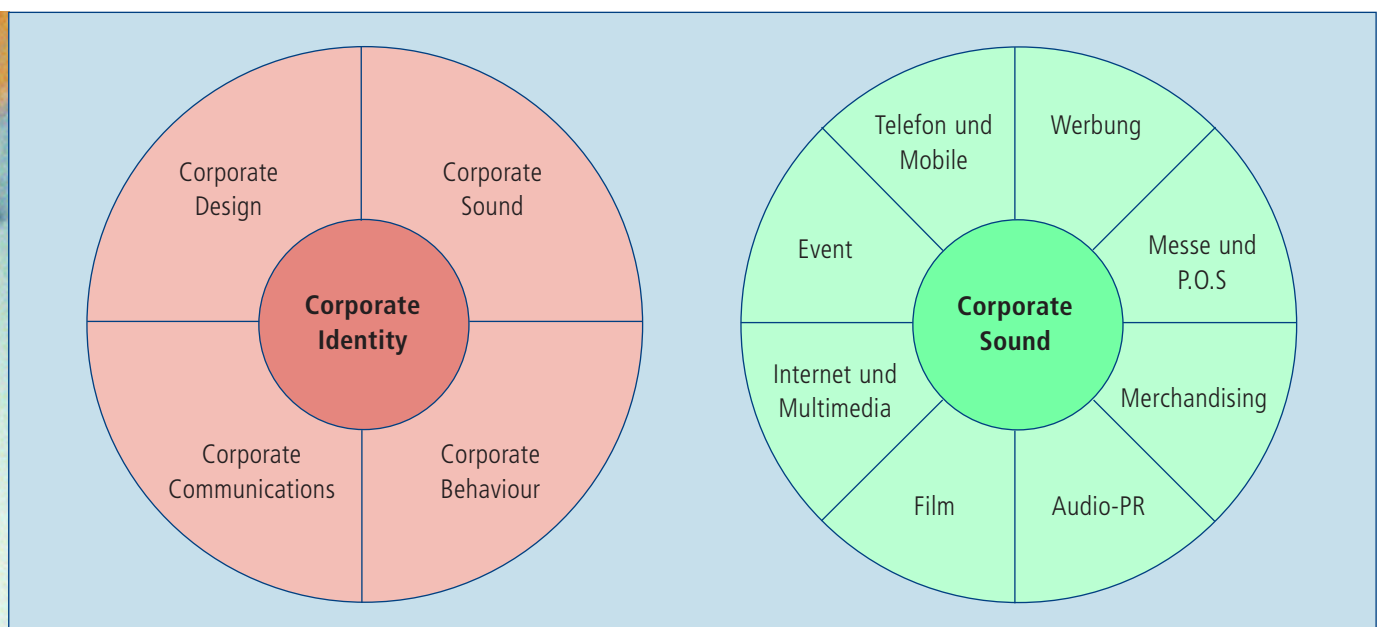 Corporate
Design
Corporate
Sound
Corporate
Identity
Corporate
Communications
Corporate
Behaviour
Telefon und
Mobile
Werbung
Event
Messe und
P.O.S
Corporate
Sound
Internet und
Multimedia
Merchandising
Film
Audio-PR